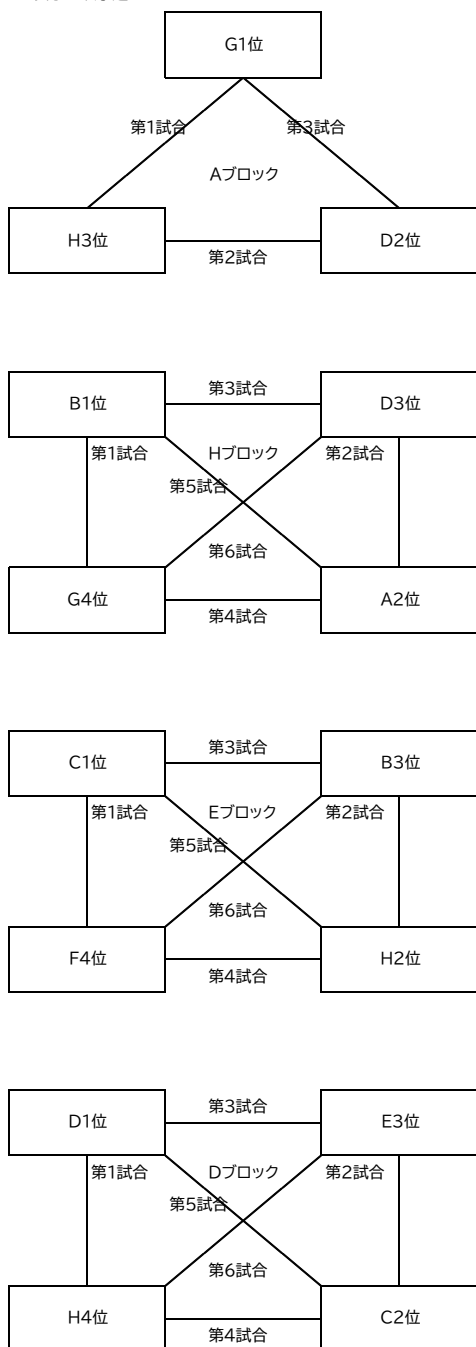 G1位
第1試合 第3試合
Aブロック
H3位 D2位
第2試合
第3試合
B1位 D3位
第1試合 Hブロック 第2試合
第5試合
第6試合
G4位 A2位
第4試合
第3試合
C1位 B3位
第1試合 Eブロック 第2試合
第5試合
第6試合
F4位 H2位
第4試合
第3試合
D1位 E3位
第1試合 Dブロック 第2試合
第5試合
第6試合
H4位 C2位
第4試合